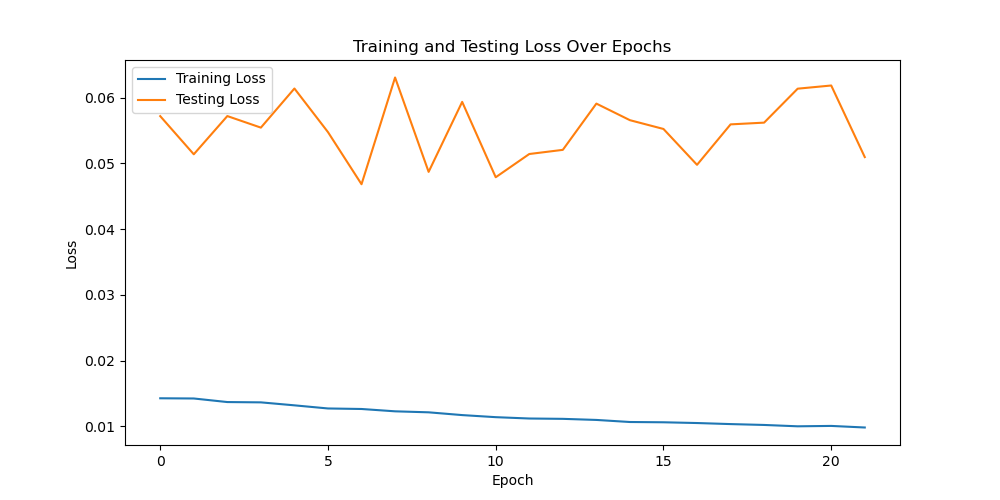 Training and Testing Loss Over Epochs
Training Loss
Testing Loss
0.06
0.05
0.04
0.03
0.02
0.01
Loss
0 5 10 15 20
Epoch